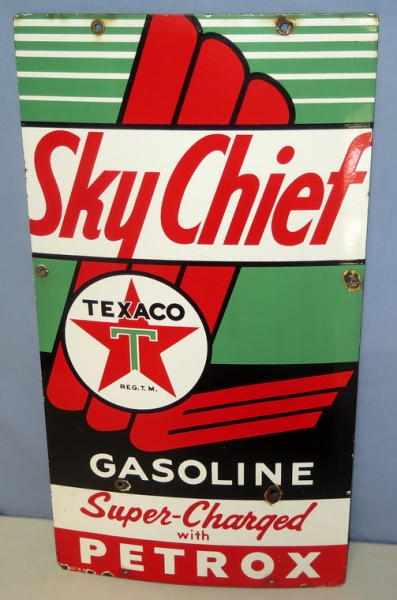 Sky Chief
TEXACO
T
REG. T. M.
GASOLINE
Super-Charged
with
PETROX